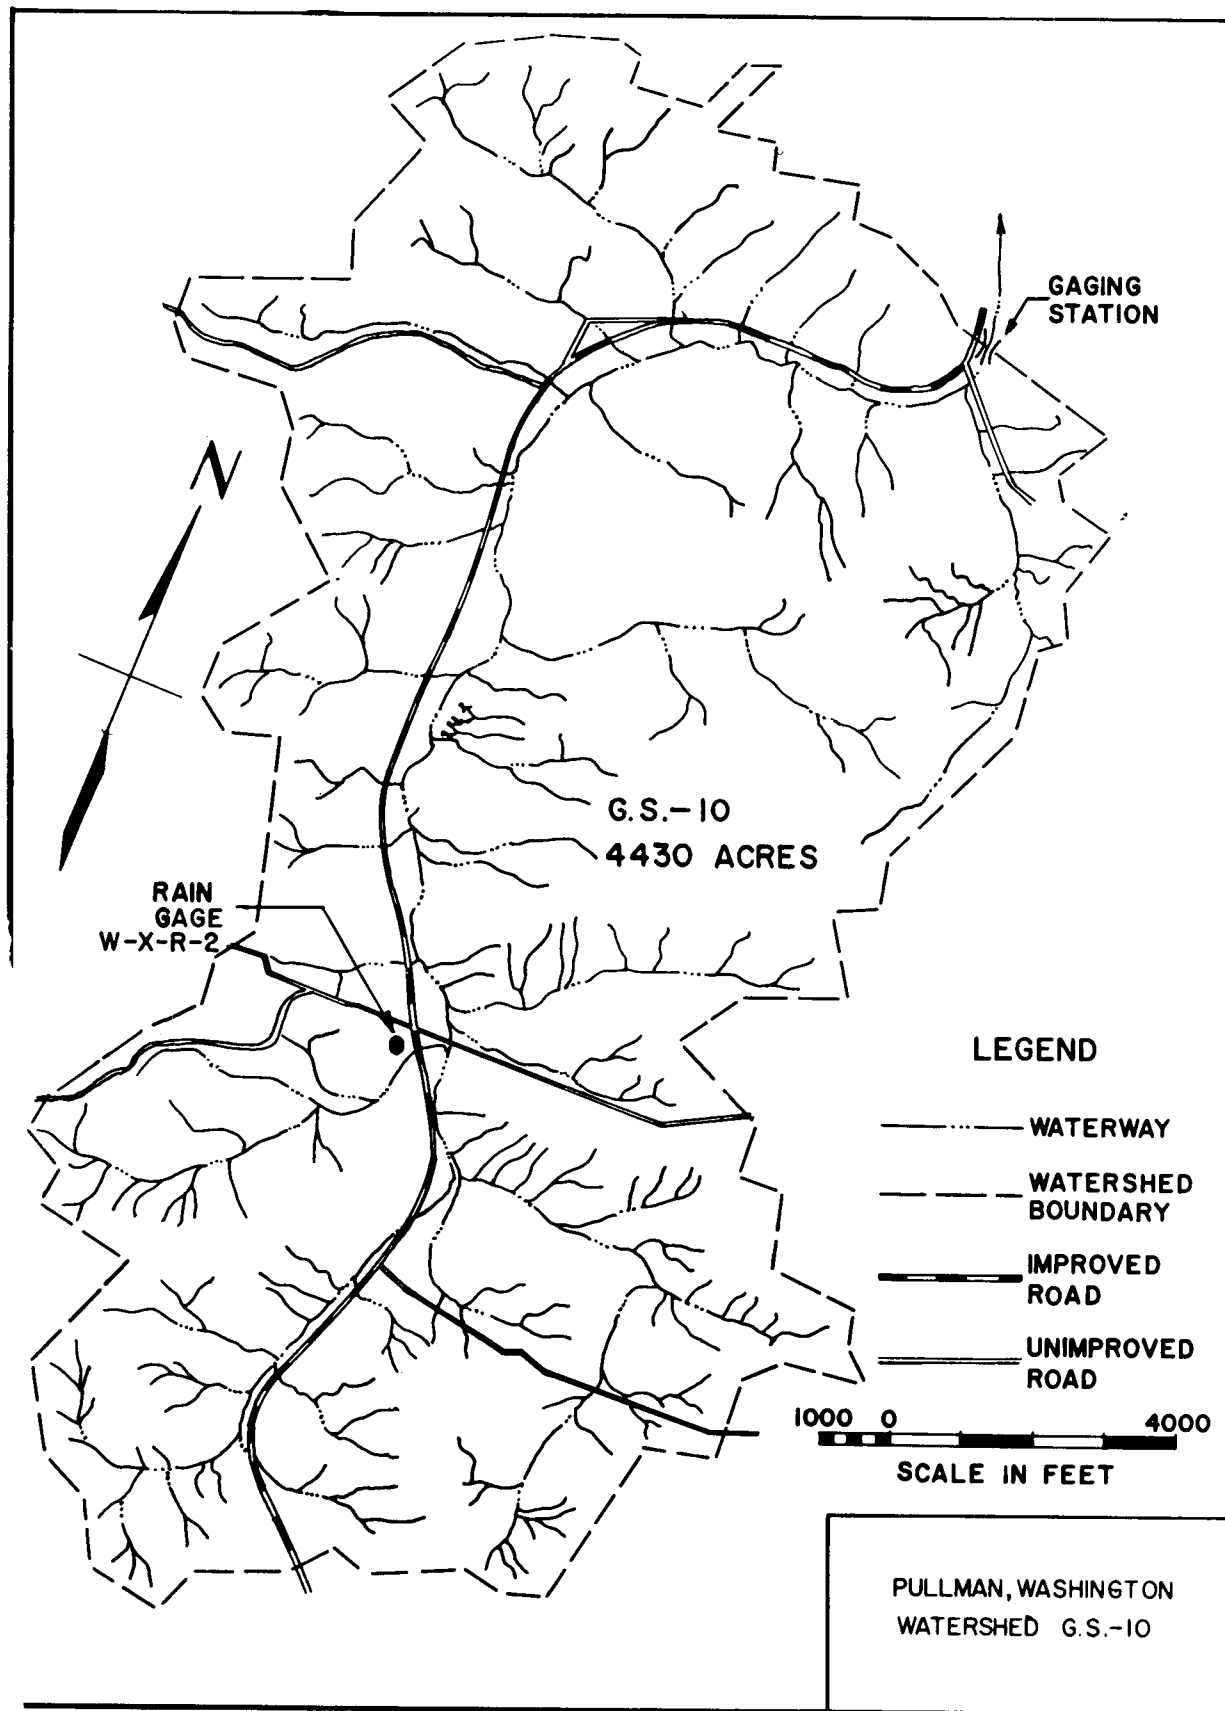 GAGING
STATION
N
G.S.-10
4430 ACRES
RAIN
GAGE
W-X-R-2
LEGEND
WATERWAY
WATERSHED
BOUNDARY
IMPROVED
ROAD
UNIMPROVED
ROAD
1000 0 4000
SCALE IN FEET
PULLMAN, WASHINGTON
WATERSHED G.S.-10